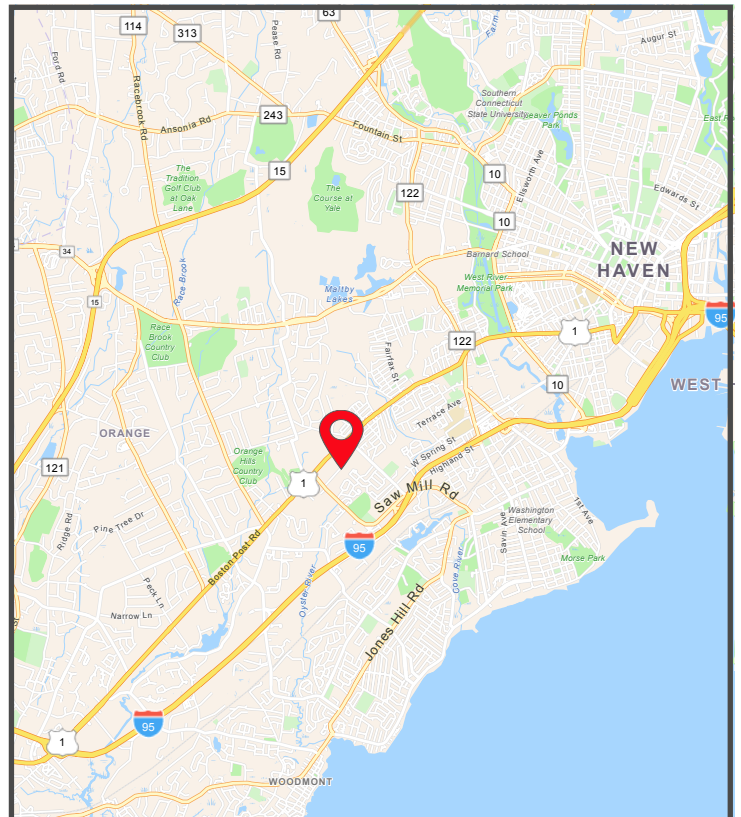 63
114
313
Pease Rd
Farm
Augur St
Ford Rd
Racebrook Rd
Southern
Connecticut
State University
Beaver Ponds
Park
East R
243
Ansonia Rd
Fountain St
15
The
Tradition
Golf Club
at Oak
Lane
The
Course at
Yale
122
10
Ellsworth Ave
Edwards St
10
34
Barnard School
NEW
HAVEN
Race Brook
Maltby
Lakes
West River
Memorial Park
15
95
Race
Brook
Country
Club
122
1
Fairfax St
10
WEST
Terrace Ave
ORANGE
W Spring St
Highland St
Orange
Hills
Country
Club
121
1
Saw Mill Rd
Washington
Elementary
School
1st Ave
Savin Ave
Ridge Rd
Pine Tree Dr
Boston Post Rd
95
Morse Park
Cove River
Oyster River
Peck Ln
Narrow Ln
Jones Hill Rd
St
95
1
WOODMONT